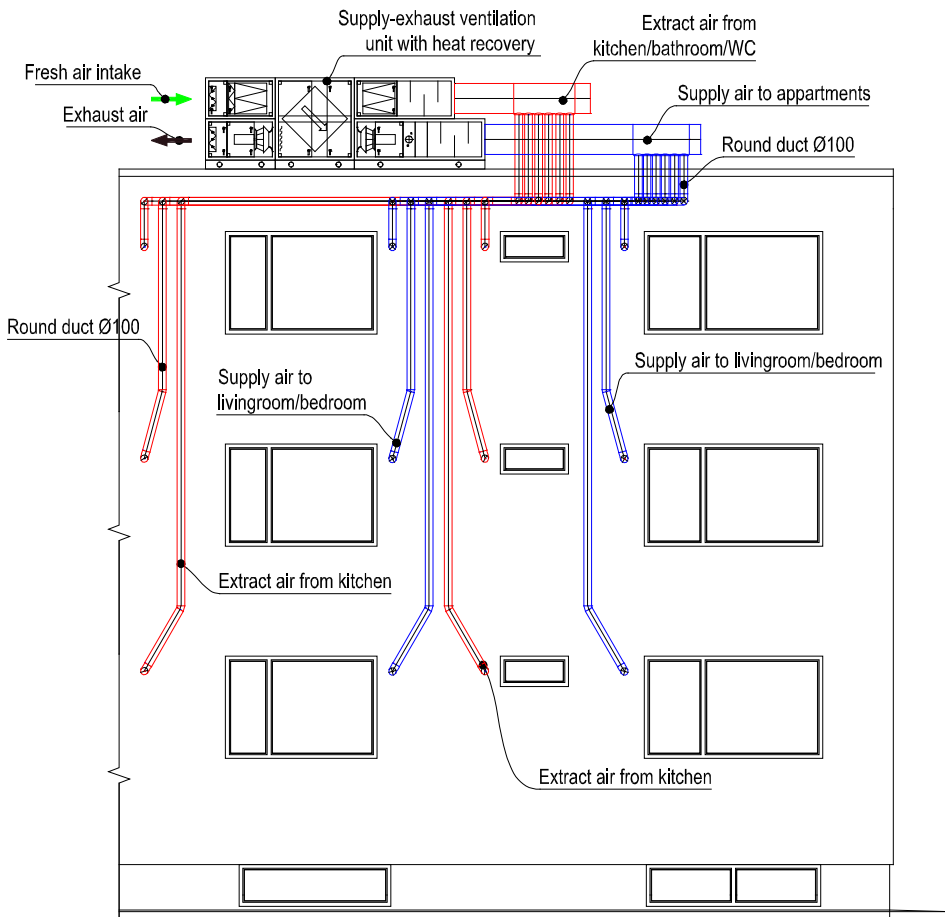 Supply-exhaust ventilation
unit with heat recovery
Extract air from
kitchen/bathroom/WC
Fresh air intake
Exhaust air
Supply air to appartments
Round duct Ø100
Round duct Ø100
Supply air to
livingroom/bedroom
Supply air to livingroom/bedroom
Extract air from kitchen
Extract air from kitchen